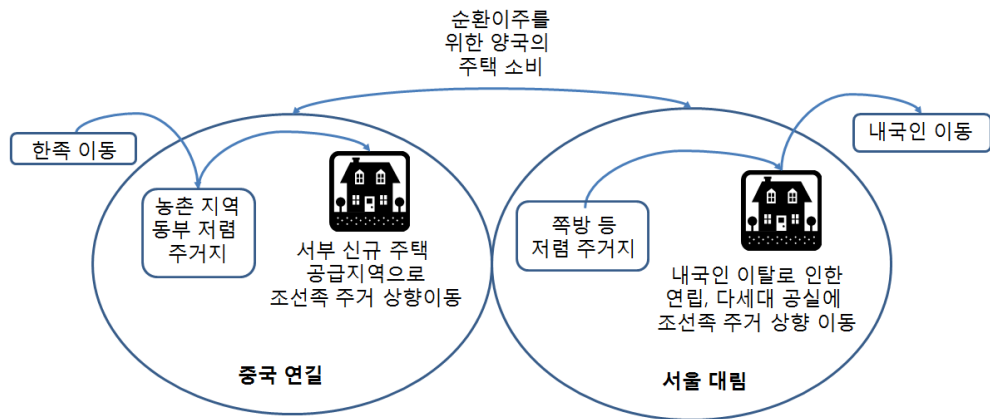 순환이주를
위한 양국의
주택 소비
한족 이동
내국인 이동
농촌 지역
동부 저렴
주거지
서부 신규 주택
공급지역으로
조선족 주거 상향이동
쪽방 등
저렴 주거지
내국인 이탈로 인한
연립, 다세대 공실에
조선족 주거 상향 이동
중국 연길
서울 대림